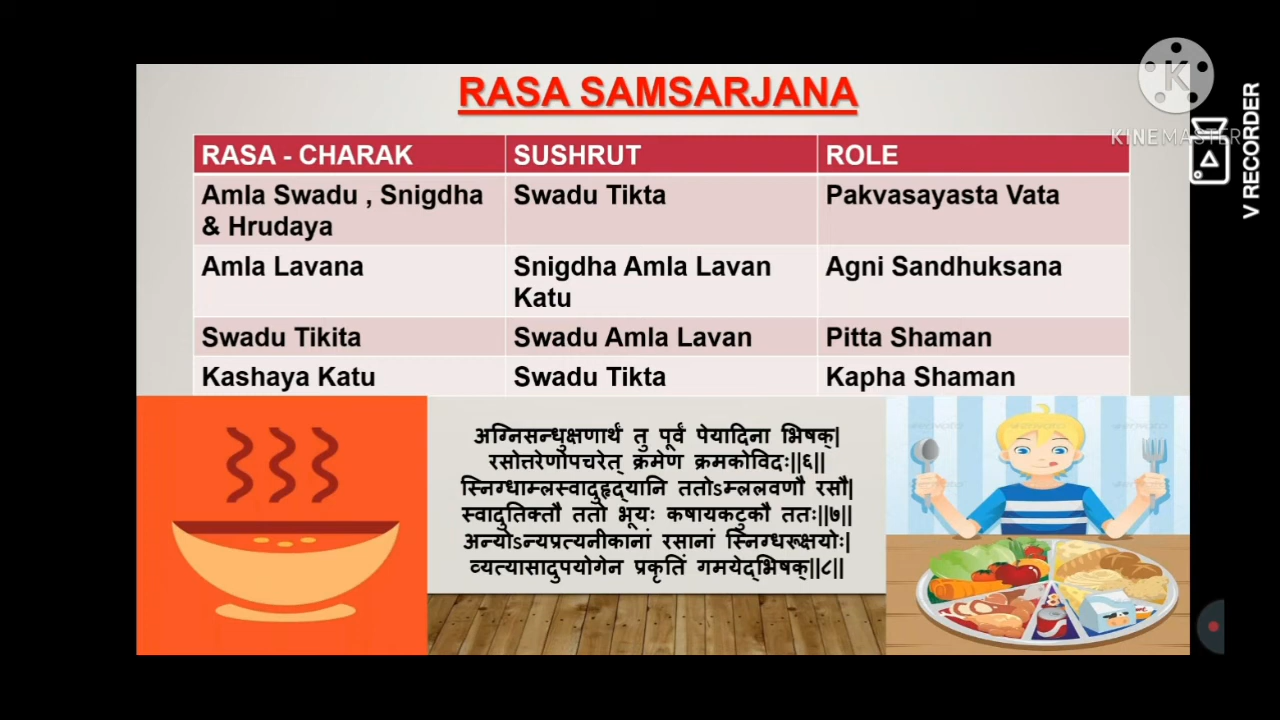 RASA SAMSARJANA
RASA - CHARAK
SUSHRUT
ROLE
Amla Swadu , Snigdha
& Hrudaya
Swadu Tikta
Pakvasayasta Vata
Amla Lavana
Snigdha Amla Lavan
Katu
Agni Sandhuksana
Swadu Tikita
Swadu Amla Lavan
Pitta Shaman
Kashaya Katu
Swadu Tikta
Kapha Shaman
अग्निसन्धुक्षणार्थं तु पूर्वं पेयादिना भिषक्|
रसोत्तरेणोपचरेत् क्रमेण क्रमकोविदः||६||
स्निग्धाम्लस्वादुहृद्यानि ततोऽम्ललवणौ रसौ|
स्वादुतिक्तौ ततो भूयः कषायकटुकौ ततः||७||
अन्योऽन्यप्रत्यनीकानां रसानां स्निग्धरूक्षयोः|
व्यत्यासादुपयोगेन प्रकृतिं गमयेद्भिषक्||८||
K
KINEMASTER
V RECORDER